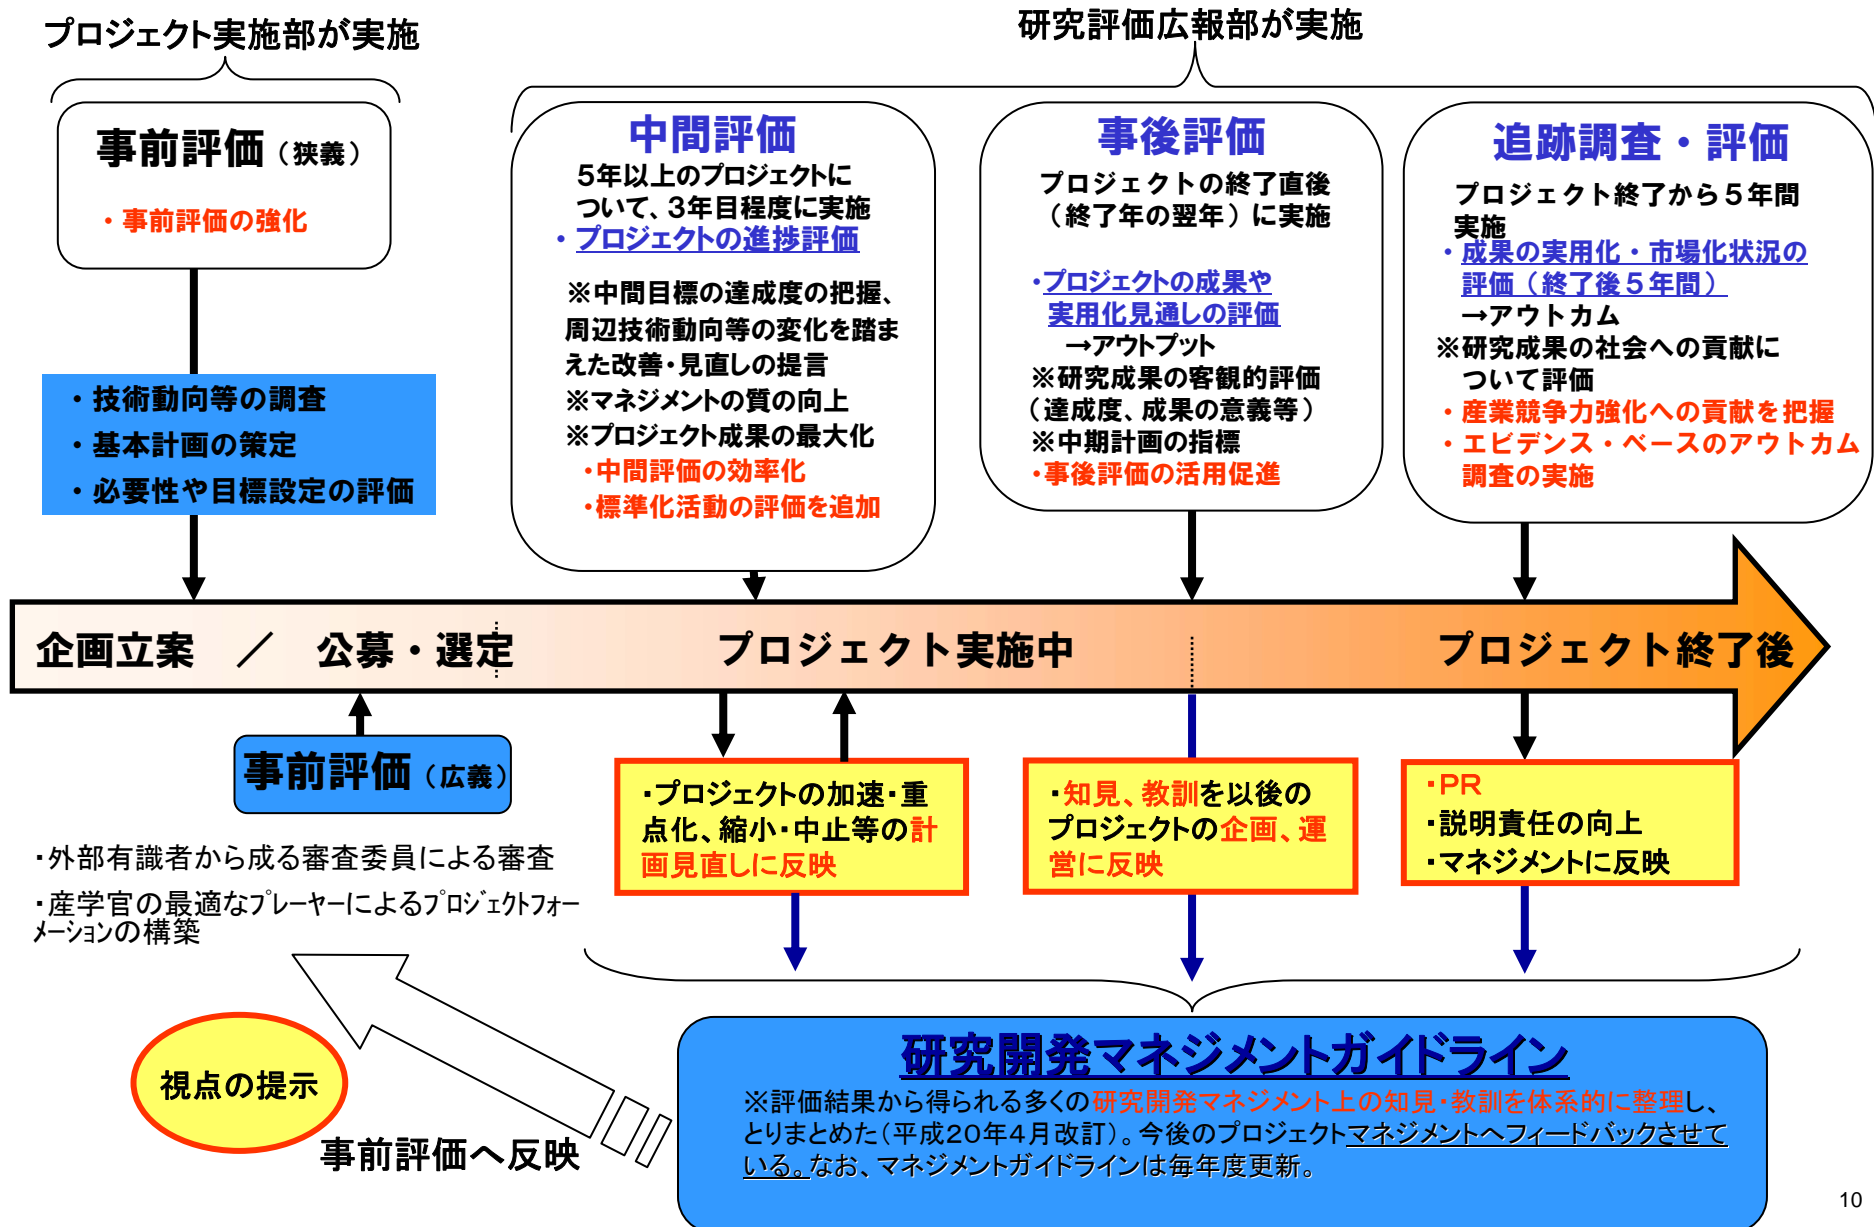 プロジェクト実施部が実施
研究評価広報部が実施
事前評価（狭義）
・事前評価の強化
・技術動向等の調査
・基本計画の策定
・必要性や目標設定の評価
中間評価
5年以上のプロジェクトに
ついて、3年目程度に実施
・プロジェクトの進捗評価
※中間目標の達成度の把握、
周辺技術動向等の変化を踏ま
えた改善・見直しの提言
※マネジメントの質の向上
※プロジェクト成果の最大化
・中間評価の効率化
・標準化活動の評価を追加
事後評価
プロジェクトの終了直後
（終了年の翌年）に実施
・プロジェクトの成果や
実用化見通しの評価
→アウトプット
※研究成果の客観的評価
（達成度、成果の意義等）
※中期計画の指標
・事後評価の活用促進
追跡調査・評価
プロジェクト終了から５年間
実施
・成果の実用化・市場化状況の
評価（終了後５年間）
→アウトカム
※研究成果の社会への貢献に
ついて評価
・産業競争力強化への貢献を把握
・エビデンス・ベースのアウトカム
調査の実施
企画立案　／　公募・選定
プロジェクト実施中
プロジェクト終了後
事前評価（広義）
・外部有識者から成る審査委員による審査
・産学官の最適なプレーヤーによるプロジェクトフォー
メーションの構築
・プロジェクトの加速・重
点化、縮小・中止等の計
画見直しに反映
・知見、教訓を以後の
プロジェクトの企画、運
営に反映
・PR
・説明責任の向上
・マネジメントに反映
視点の提示
事前評価へ反映
研究開発マネジメントガイドライン
※評価結果から得られる多くの研究開発マネジメント上の知見・教訓を体系的に整理し、
とりまとめた（平成20年4月改訂）。今後のプロジェクトマネジメントへフィードバックさせて
いる。なお、マネジメントガイドラインは毎年度更新。
10